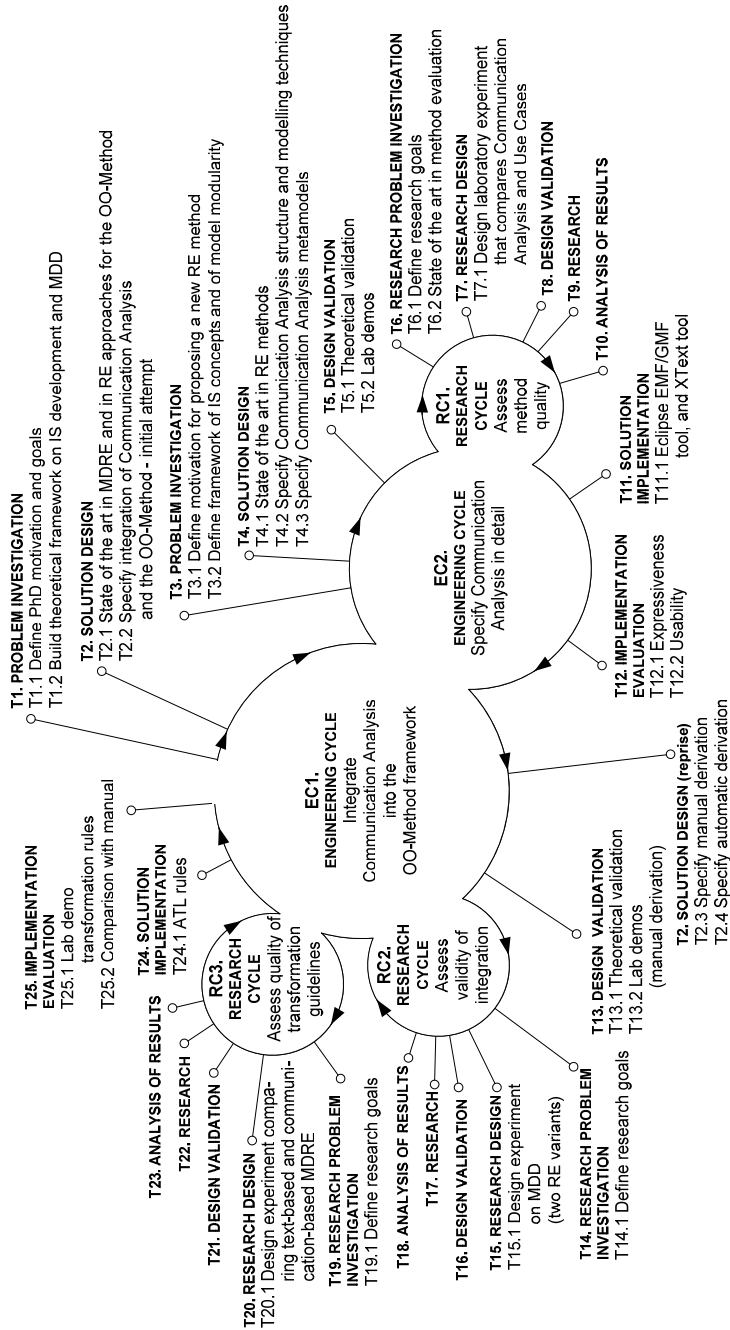 T1. PROBLEM INVESTIGATION
T1.1 Define PhD motivation and goals
T1.2 Build theoretical framework on IS development and MDD
T2. SOLUTION DESIGN
T2.1 State of the art in MDRE and in RE approaches for the OO-Method
T2.2 Specify integration of Communication Analysis
and the OO-Method - initial attempt
T3. PROBLEM INVESTIGATION
T3.1 Define motivation for proposing a new RE method
T3.2 Define framework of IS concepts and of model modularity
T4. SOLUTION DESIGN
T4.1 State of the art in RE methods
T4.2 Specify Communication Analysis structure and modelling techniques
T4.3 Specify Communication Analysis metamodels
T5. DESIGN VALIDATION
T5.1 Theoretical validation
T5.2 Lab demos
T6. RESEARCH PROBLEM INVESTIGATION
T6.1 Define research goals
T6.2 State of the art in method evaluation
T7. RESEARCH DESIGN
T7.1 Design laboratory experiment
that compares Communication
Analysis and Use Cases
T8. DESIGN VALIDATION
T9. RESEARCH
T10. ANALYSIS OF RESULTS
RC1.
RESEARCH
CYCLE
Assess
method
quality
T11. SOLUTION
IMPLEMENTATION
T11.1 Eclipse EMF/GMF
tool, and XText tool
EC2.
ENGINEERING CYCLE
Specify Communication
Analysis in detail
T12. IMPLEMENTATION
EVALUATION
T12.1 Expressiveness
T12.2 Usability
EC1.
ENGINEERING CYCLE
Integrate
Communication Analysis
into the
OO-Method framework
T2. SOLUTION DESIGN (reprise)
T2.3 Specify manual derivation
T2.4 Specify automatic derivation
T13. DESIGN VALIDATION
T13.1 Theoretical validation
T13.2 Lab demos
(manual derivation)
RC2.
RESEARCH
CYCLE
Assess
validity of
integration
T14. RESEARCH PROBLEM
INVESTIGATION
T14.1 Define research goals
T15. RESEARCH DESIGN
T15.1 Design experiment
on MDD
(two RE variants)
T16. DESIGN VALIDATION
T17. RESEARCH
T18. ANALYSIS OF RESULTS
RC3.
RESEARCH
CYCLE
Assess quality of
transformation
guidelines
T19. RESEARCH PROBLEM
INVESTIGATION
T19.1 Define research goals
T20. RESEARCH DESIGN
T20.1 Design experiment compa-
ring text-based and communi-
cation-based MDRE
T21. DESIGN VALIDATION
T22. RESEARCH
T23. ANALYSIS OF RESULTS
T24. SOLUTION
IMPLEMENTATION
T24.1 ATL rules
T25. IMPLEMENTATION
EVALUATION
T25.1 Lab demo
transformation rules
T25.2 Comparison with manual